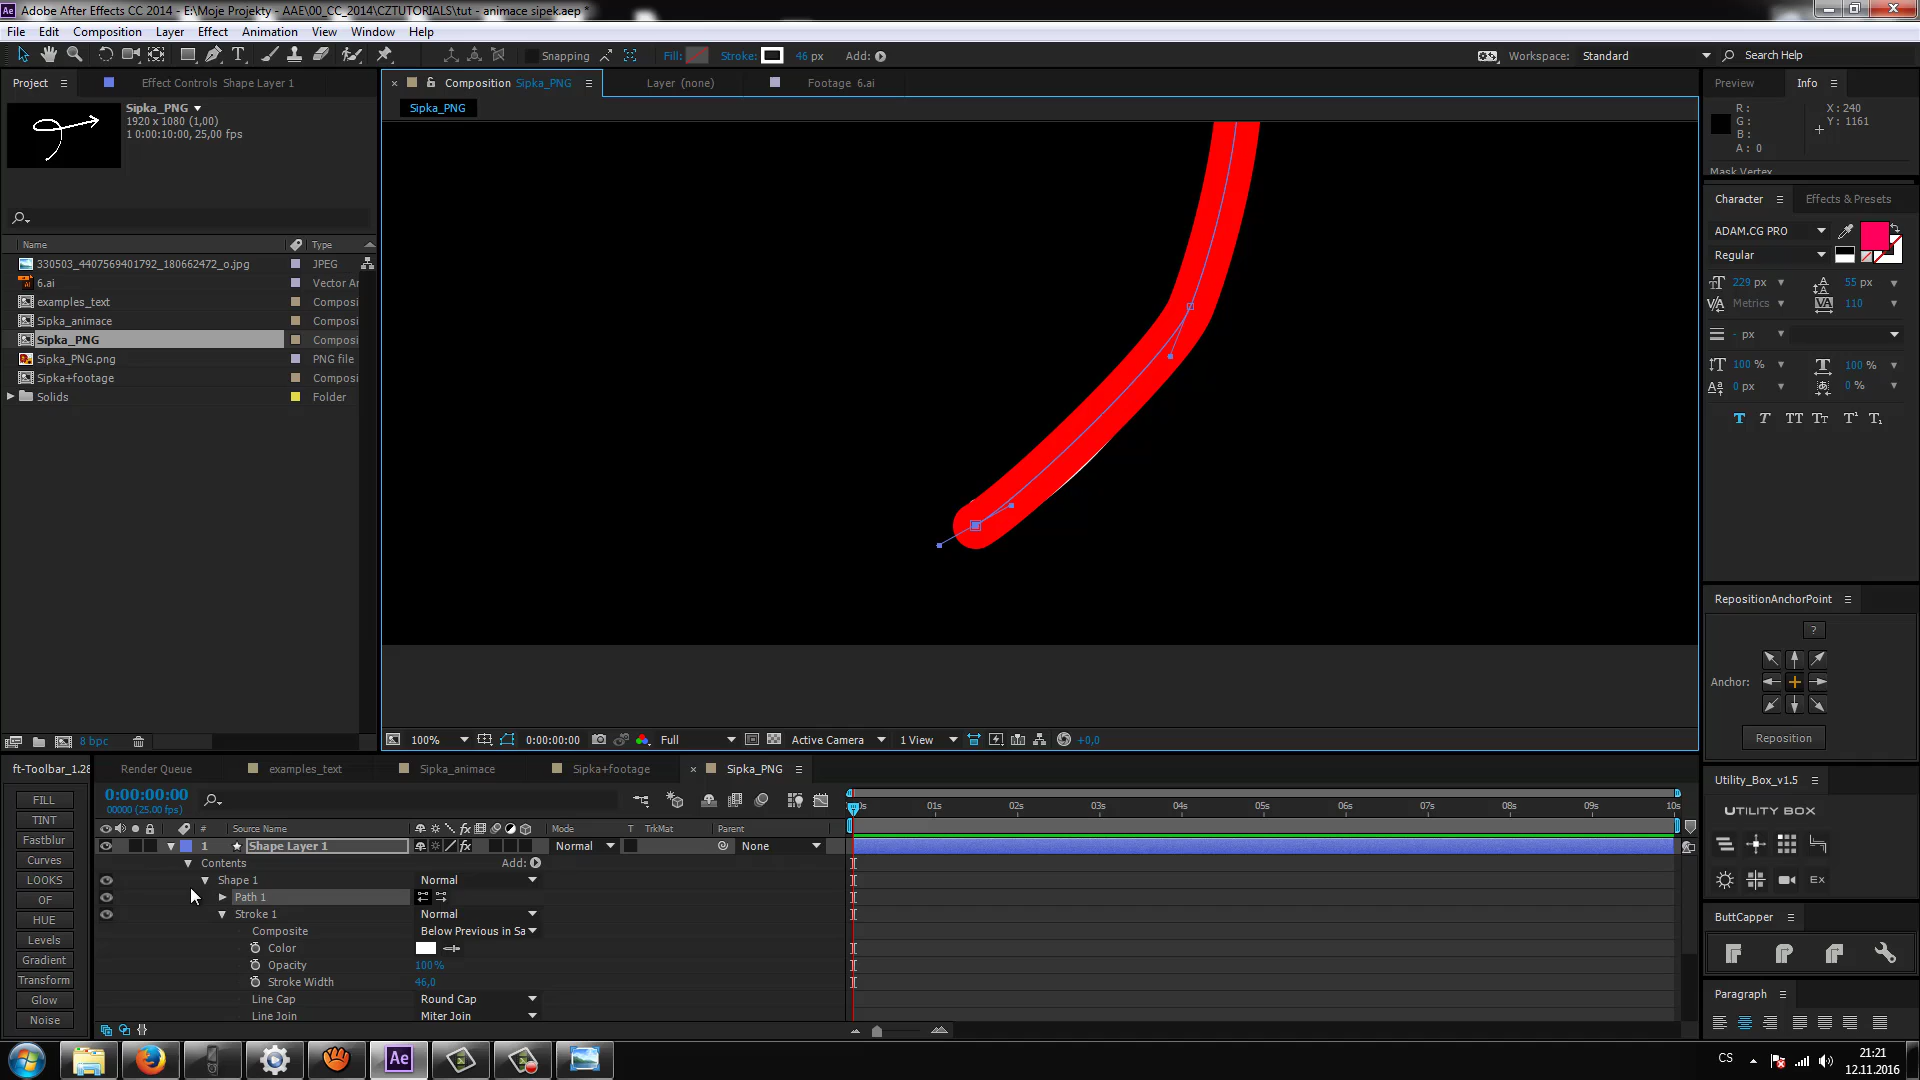 Adobe After Effects CC 2014 - E:\Moje Projekty - AAE\00_CC_2014\CZTUTORIALS\tut - animace sipek.aep *
File Edit Composition Layer Effect Animation View Window Help
Snapping Fill: Stroke: 46 px Add: Workspace: Standard Search Help
Project Effect Controls Shape Layer 1
Composition Sipka_PNG Layer (none) Footage 6.ai
Preview Info
Sipka_PNG
1920 x 1080 (1,00)
1 0:00:10:00, 25,00 fps
Sipka_PNG
R: X: 240
G: Y: 1161
B:
A: 0
Mask Vertex
Character Effects & Presets
ADAM.CG PRO
Regular
229 px 55 px
Metrics 110
- px
100 % 100 %
0 px 0 %
T T TT Tt T¹ T₁
Name Type
330503_4407569401792_180662472_o.jpg JPEG
6.ai Vector Ar
examples_text Composi
Sipka_animace Composi
Sipka_PNG Composi
Sipka_PNG.png PNG file
Sipka+footage Composi
Solids Folder
RepositionAnchorPoint
?
Anchor:
Reposition
8 bpc
100% 0:00:00:00 Full Active Camera 1 View +0,0
ft-Toolbar_1.28 Render Queue examples_text Sipka_animace Sipka+footage Sipka_PNG
FILL
TINT
Fastblur
Curves
LOOKS
OF
HUE
Levels
Gradient
Transform
Glow
Noise
0:00:00:00
00000 (25.00 fps)
01s 02s 03s 04s 05s 06s 07s 08s 09s 10s
# Source Name Mode T TrkMat Parent
1 Shape Layer 1 Normal None
Contents Add:
Shape 1 Normal
Path 1
Stroke 1 Normal
Composite Below Previous in Sa
Color
Opacity 100%
Stroke Width 46,0
Line Cap Round Cap
Line Join Miter Join
Utility_Box_v1.5
UTILITY BOX
EX
ButtCapper
Paragraph
Ae
CS
21:21
12.11.2016